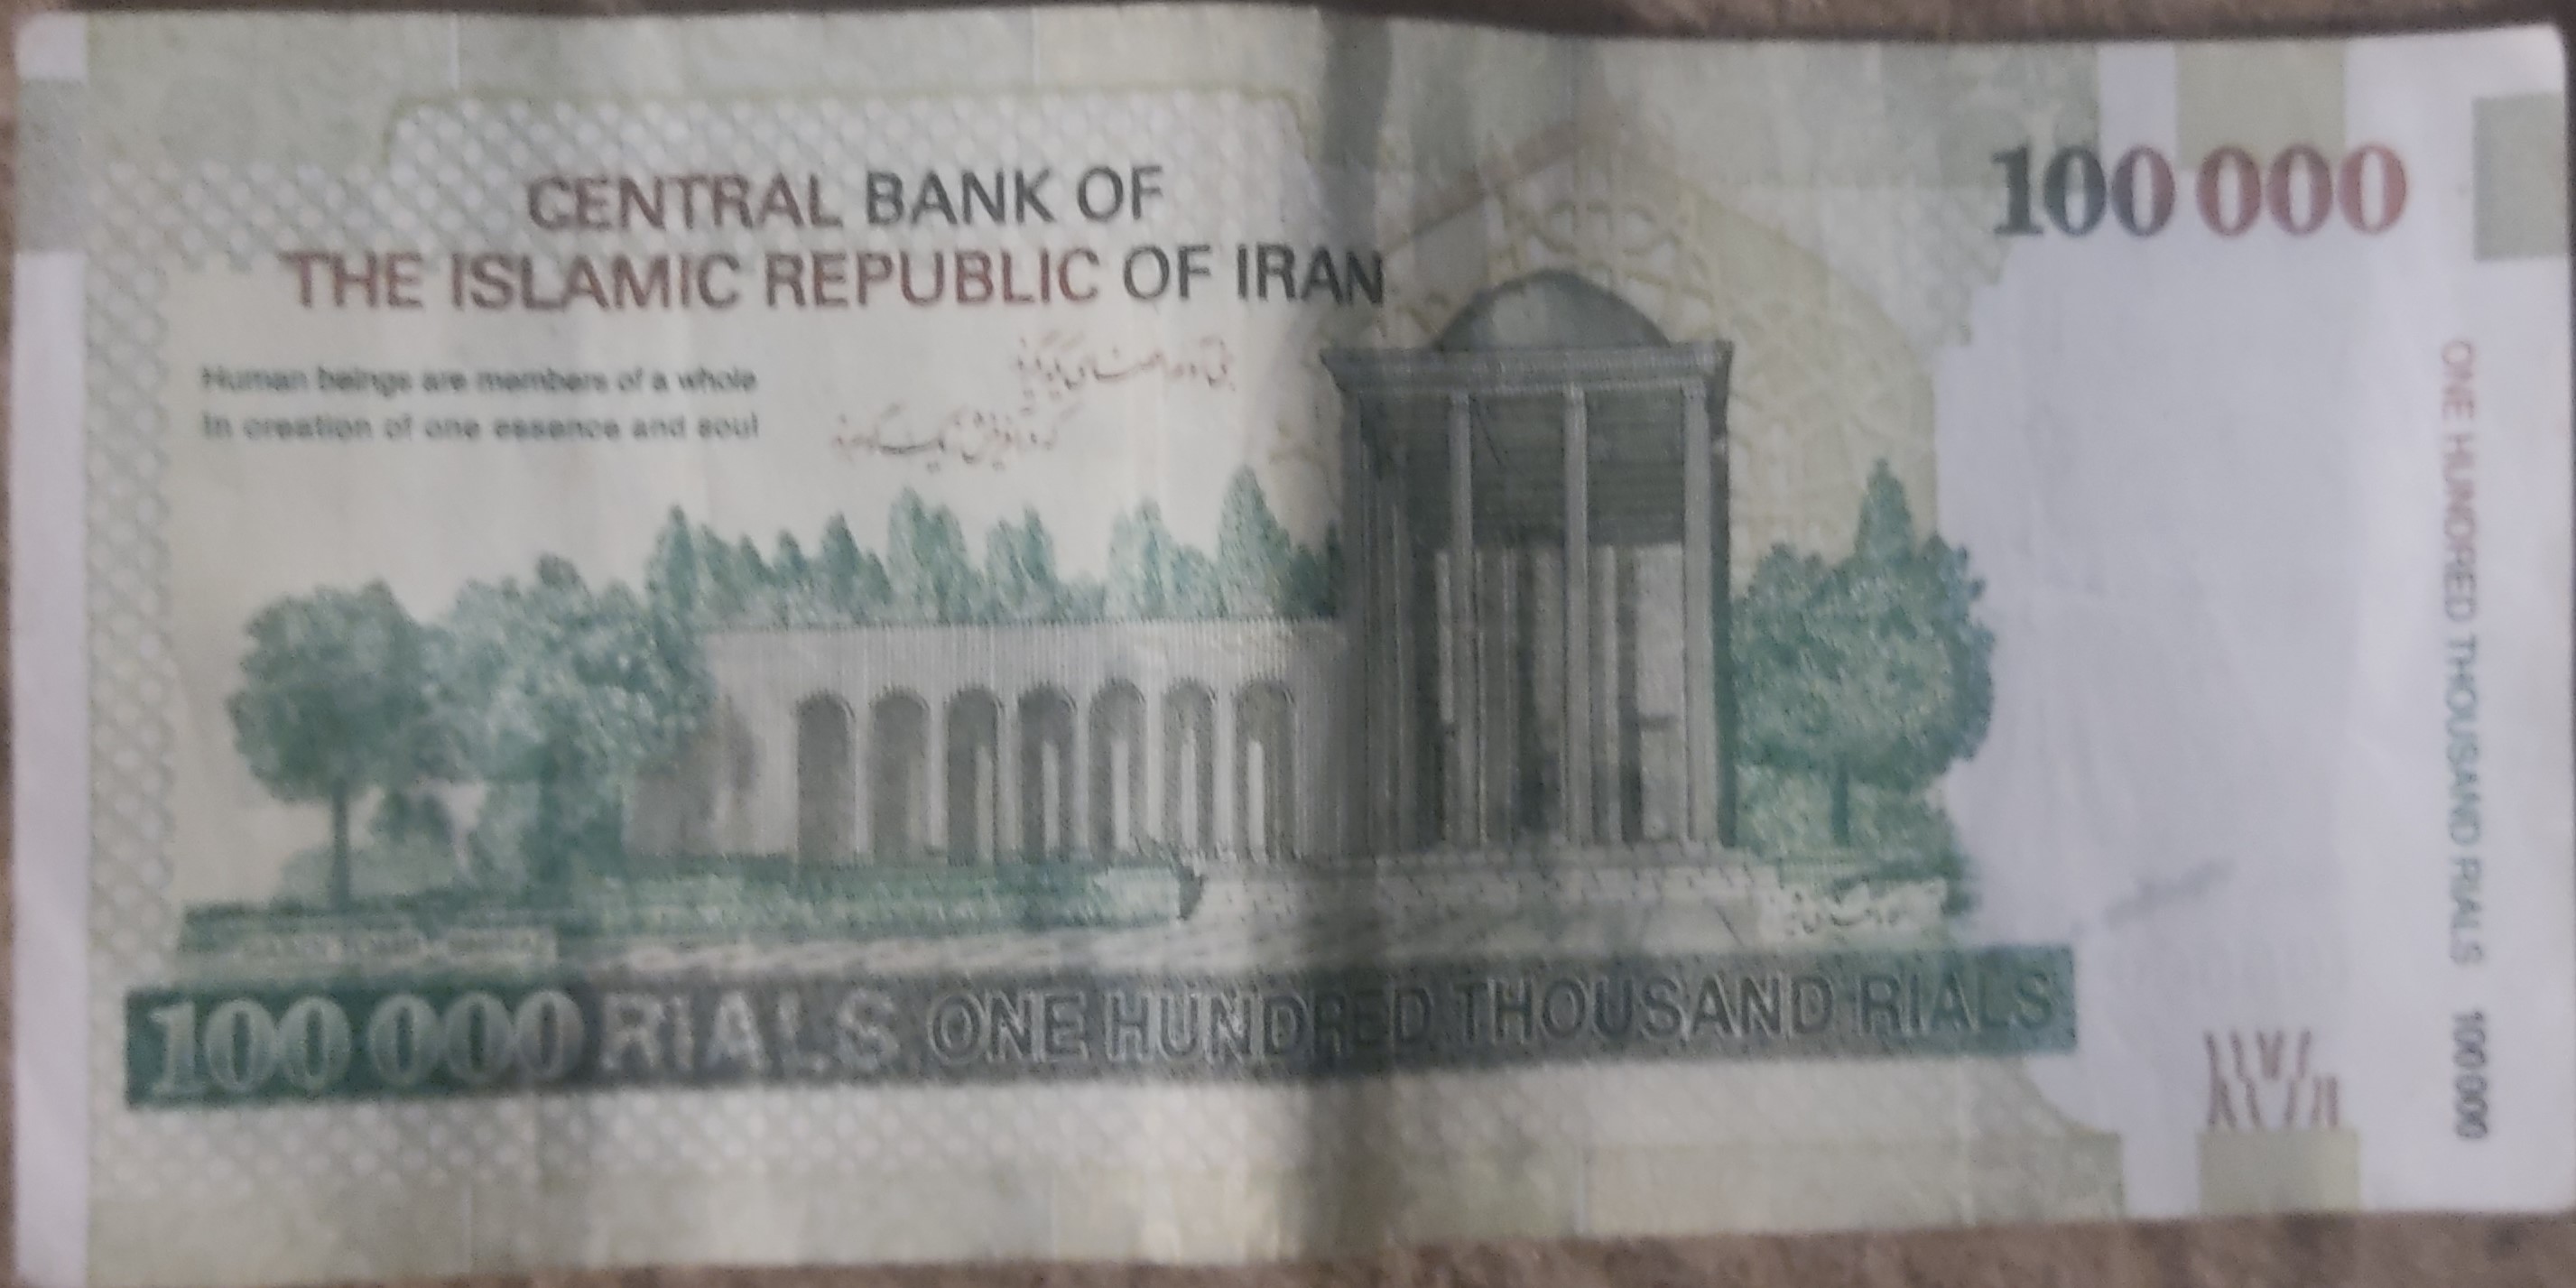 CENTRAL BANK OF
THE ISLAMIC REPUBLIC OF IRAN
100 000
Human beings are members of a whole
In creation of one essence and soul
بنی آدم اعضای یکدیگرند
که در آفرینش ز یک گوهرند
100 000 RIALS ONE HUNDRED THOUSAND RIALS
ONE HUNDRED THOUSAND RIALS 100 000